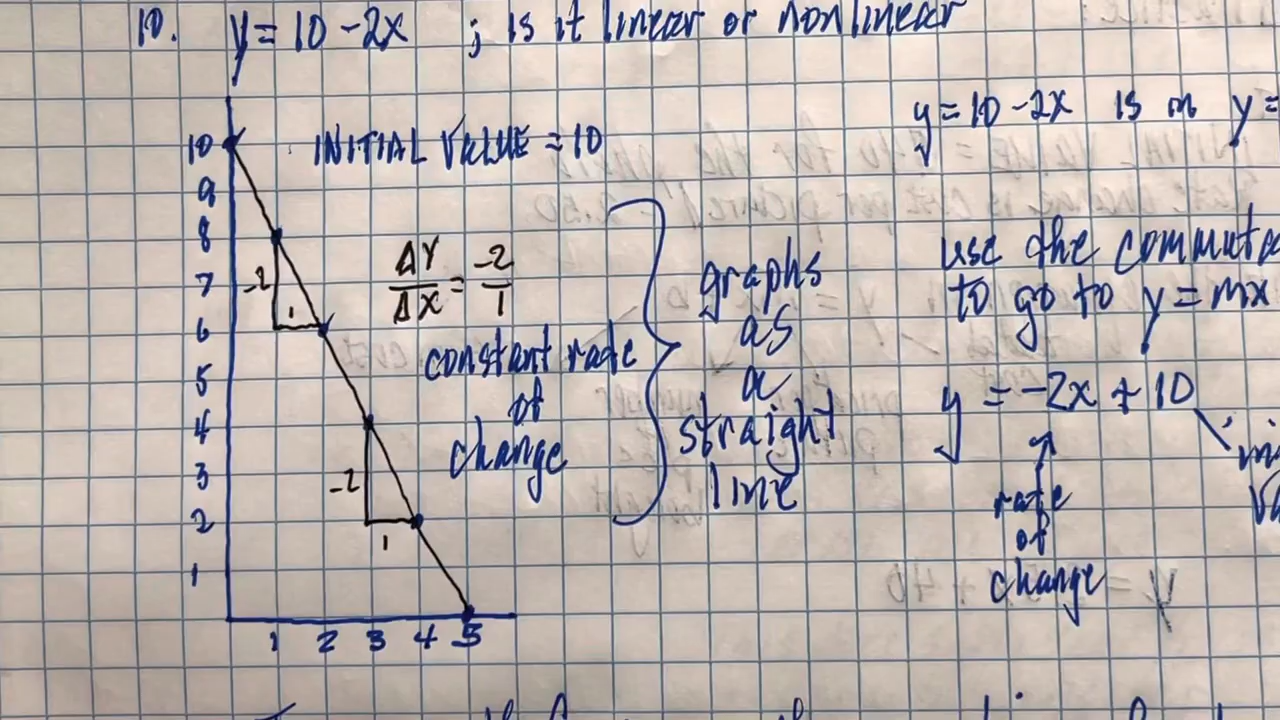 10. y = 10 - 2x ; is it linear or nonlinear
INITIAL VALUE = 10
10
9
8
7
6
5
4
3
2
1
1 2 3 4 5
-2
1
-2
1
ΔY/ΔX = -2/1
constant rate
of
change
graphs
as
a
straight
line
y = 10 - 2x is in y =
use the
to go to y = mx
y = -2x + 10
rate
of
change